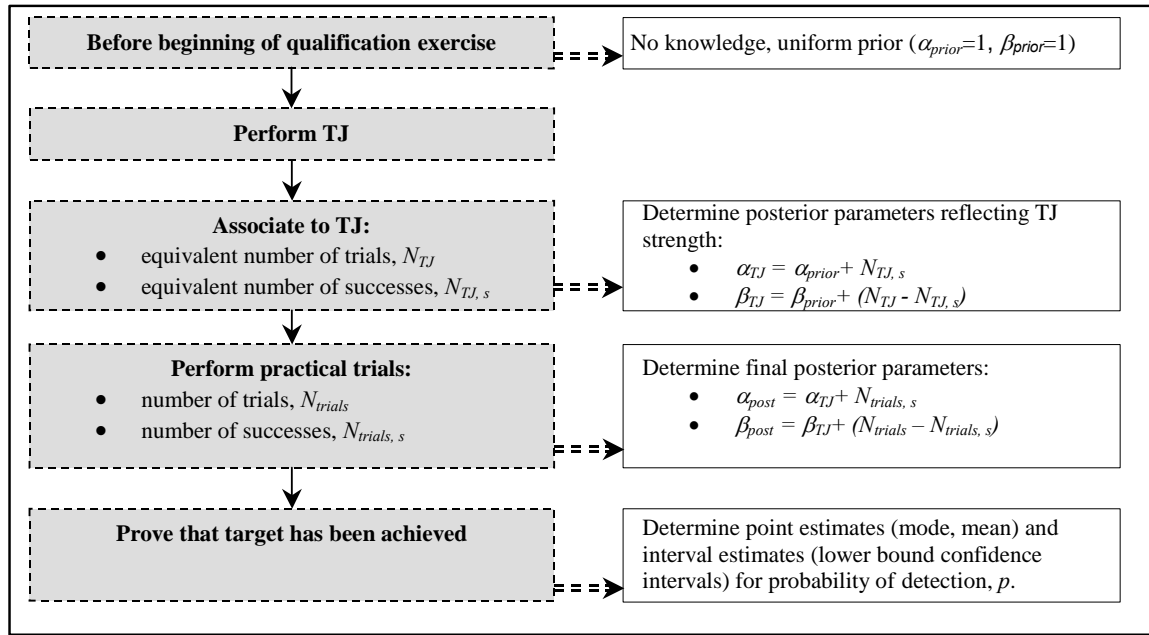 Before beginning of qualification exercise
No knowledge, uniform prior (αprior=1, βprior=1)
Perform TJ
Associate to TJ:
• equivalent number of trials, NTJ
• equivalent number of successes, NTJ, s
Determine posterior parameters reflecting TJ
strength:
• αTJ = αprior+ NTJ, s
• βTJ = βprior+ (NTJ - NTJ, s)
Perform practical trials:
• number of trials, Ntrials
• number of successes, Ntrials, s
Determine final posterior parameters:
• αpost = αTJ+ Ntrials, s
• βpost = βTJ+ (Ntrials – Ntrials, s)
Prove that target has been achieved
Determine point estimates (mode, mean) and
interval estimates (lower bound confidence
intervals) for probability of detection, p.